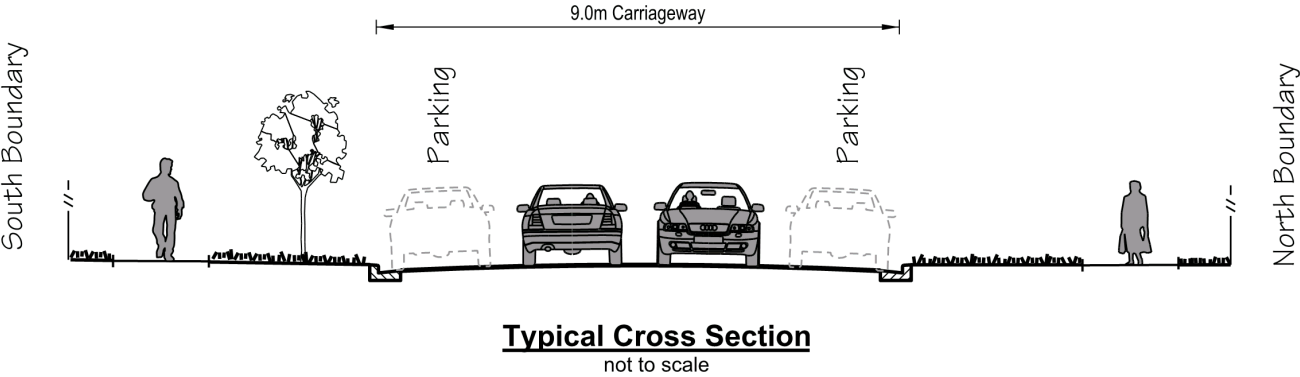 9.0m Carriageway
South Boundary
Parking
Parking
North Boundary
Typical Cross Section
not to scale